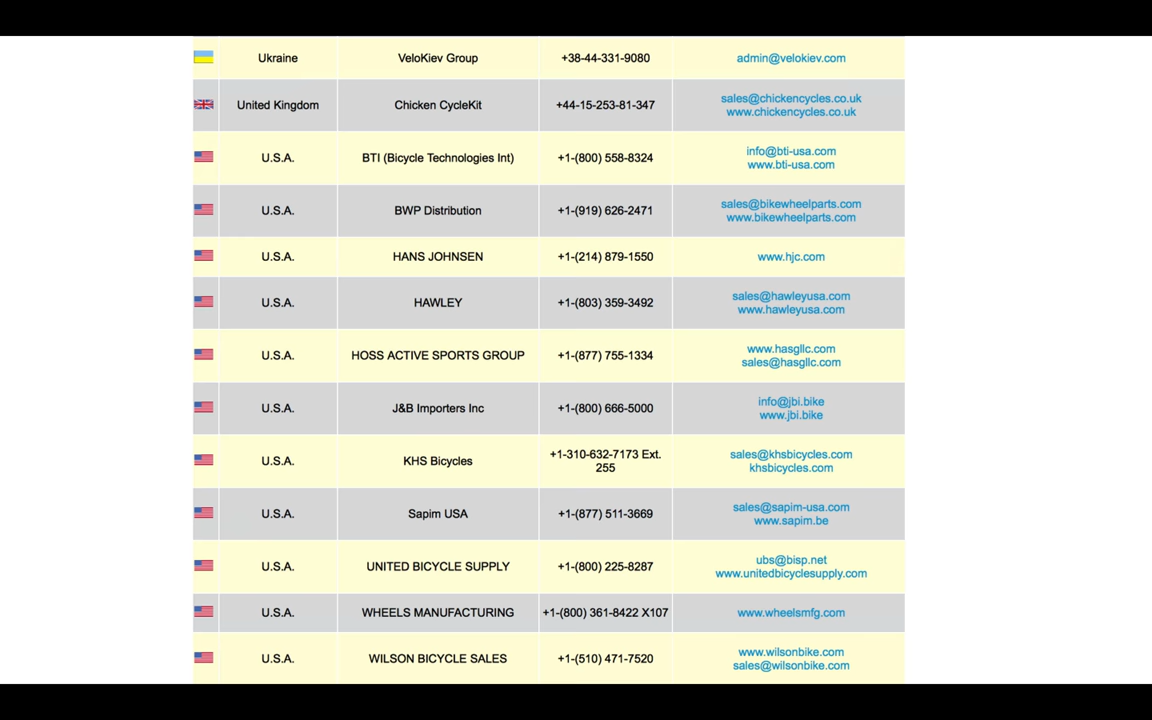 Ukraine VeloKiev Group +38-44-331-9080 admin@velokiev.com
United Kingdom Chicken CycleKit +44-15-253-81-347 sales@chickencycles.co.uk
www.chickencycles.co.uk
U.S.A. BTI (Bicycle Technologies Int) +1-(800) 558-8324 info@bti-usa.com
www.bti-usa.com
U.S.A. BWP Distribution +1-(919) 626-2471 sales@bikewheelparts.com
www.bikewheelparts.com
U.S.A. HANS JOHNSEN +1-(214) 879-1550 www.hjc.com
U.S.A. HAWLEY +1-(803) 359-3492 sales@hawleyusa.com
www.hawleyusa.com
U.S.A. HOSS ACTIVE SPORTS GROUP +1-(877) 755-1334 www.hasgllc.com
sales@hasgllc.com
U.S.A. J&B Importers Inc +1-(800) 666-5000 info@jbi.bike
www.jbi.bike
U.S.A. KHS Bicycles +1-310-632-7173 Ext. sales@khsbicycles.com
255 khsbicycles.com
U.S.A. Sapim USA +1-(877) 511-3669 sales@sapim-usa.com
www.sapim.be
U.S.A. UNITED BICYCLE SUPPLY +1-(800) 225-8287 ubs@bisp.net
www.unitedbicyclesupply.com
U.S.A. WHEELS MANUFACTURING +1-(800) 361-8422 X107 www.wheelsmfg.com
U.S.A. WILSON BICYCLE SALES +1-(510) 471-7520 www.wilsonbike.com
sales@wilsonbike.com